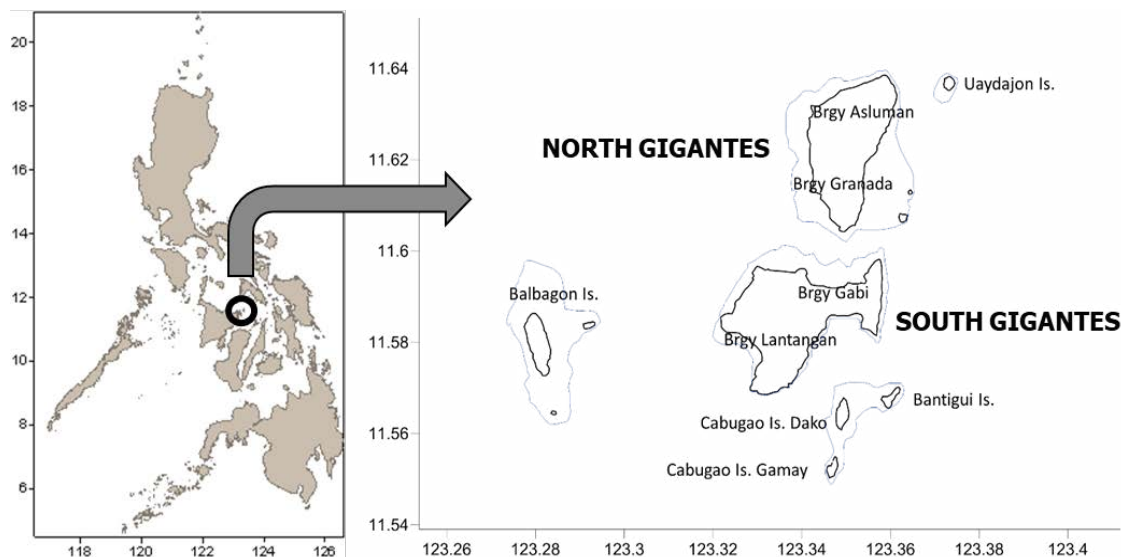 20
18
16
14
12
10
8
6
118
120
122
124
126
11.64
11.62
11.6
11.58
11.56
11.54
123.26
123.28
123.3
123.32
123.34
123.36
123.38
123.4
Uaydajon Is.
Brgy Asluman
NORTH GIGANTES
Brgy Granada
Balbagon Is.
Brgy Gabi
SOUTH GIGANTES
Brgy Lantangan
Bantigui Is.
Cabugao Is. Dako
Cabugao Is. Gamay